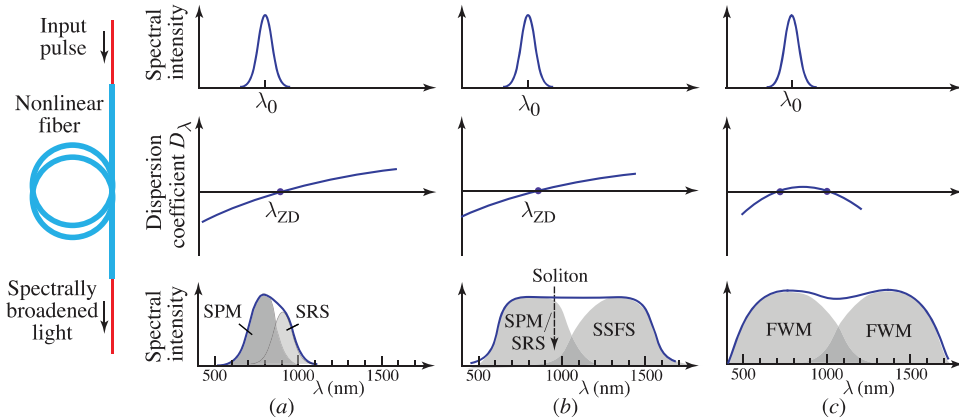 Input
pulse
Nonlinear
fiber
Spectrally
broadened
light
Spectral
intensity
λ0
λ0
λ0
Dispersion
coefficient Dλ
λZD
λZD
Spectral
intensity
SPM
SRS
500
1000
1500
λ (nm)
(a)
Soliton
SPM/
SRS
SSFS
500
1000
1500
λ (nm)
(b)
FWM
FWM
500
1000
1500
λ (nm)
(c)